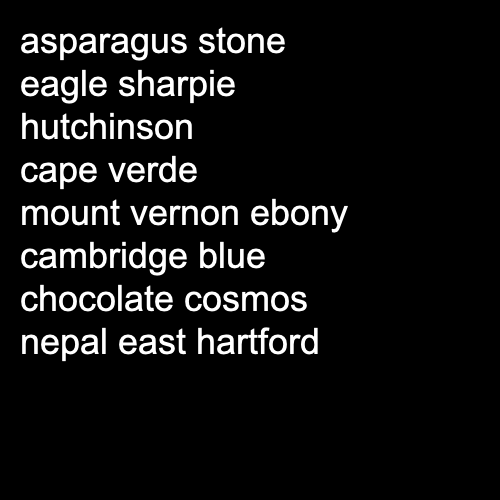 asparagus stone
eagle sharpie
hutchinson
cape verde
mount vernon ebony
cambridge blue
chocolate cosmos
nepal east hartford